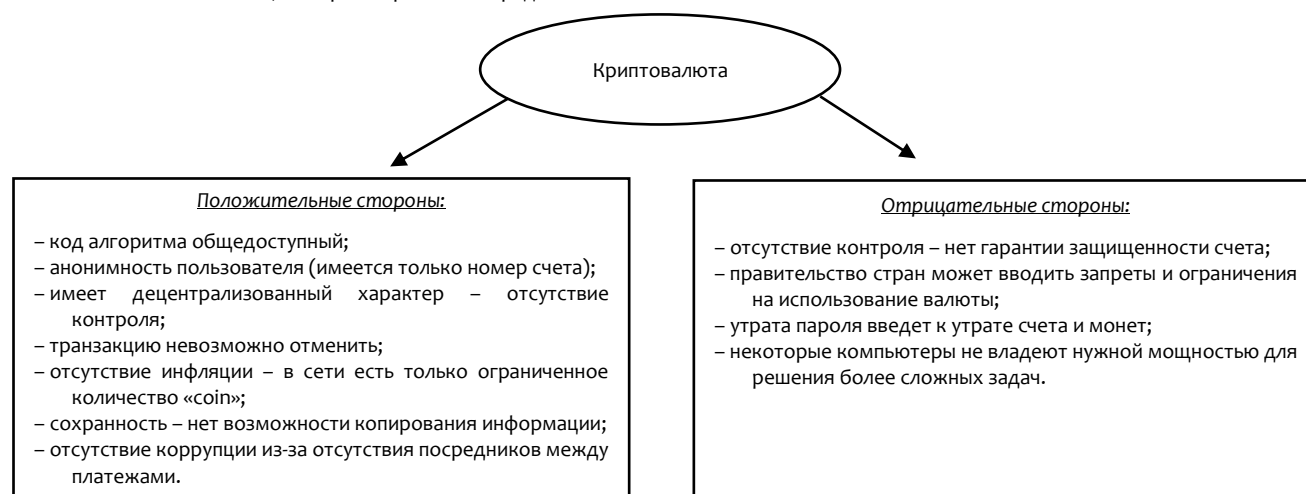 Криптовалюта
Положительные стороны:
– код алгоритма общедоступный;
– анонимность пользователя (имеется только номер счета);
– имеет децентрализованный характер – отсутствие
контроля;
– транзакцию невозможно отменить;
– отсутствие инфляции – в сети есть только ограниченное
количество «coin»;
– сохранность – нет возможности копирования информации;
– отсутствие коррупции из-за отсутствия посредников между
платежами.
Отрицательные стороны:
– отсутствие контроля – нет гарантии защищенности счета;
– правительство стран может вводить запреты и ограничения
на использование валюты;
– утрата пароля введет к утрате счета и монет;
– некоторые компьютеры не владеют нужной мощностью для
решения более сложных задач.